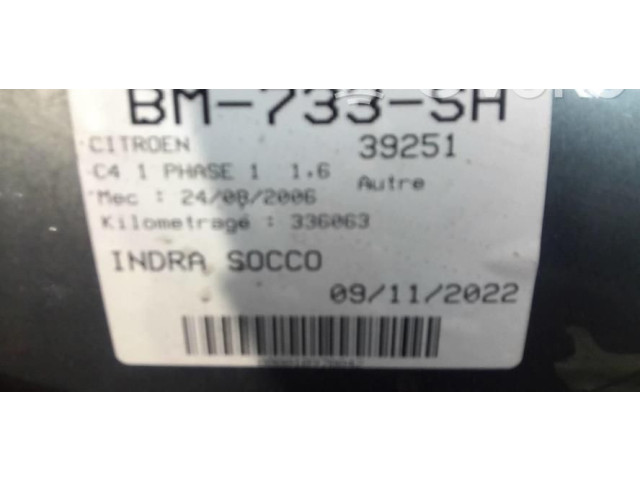 BM-733-SH
CITROEN 39251
C4 1 PHASE 1 1.6 Autre
Mec : 24/08/2006
Kilometrage : 336063
INDRA SOCCO
09/11/2022